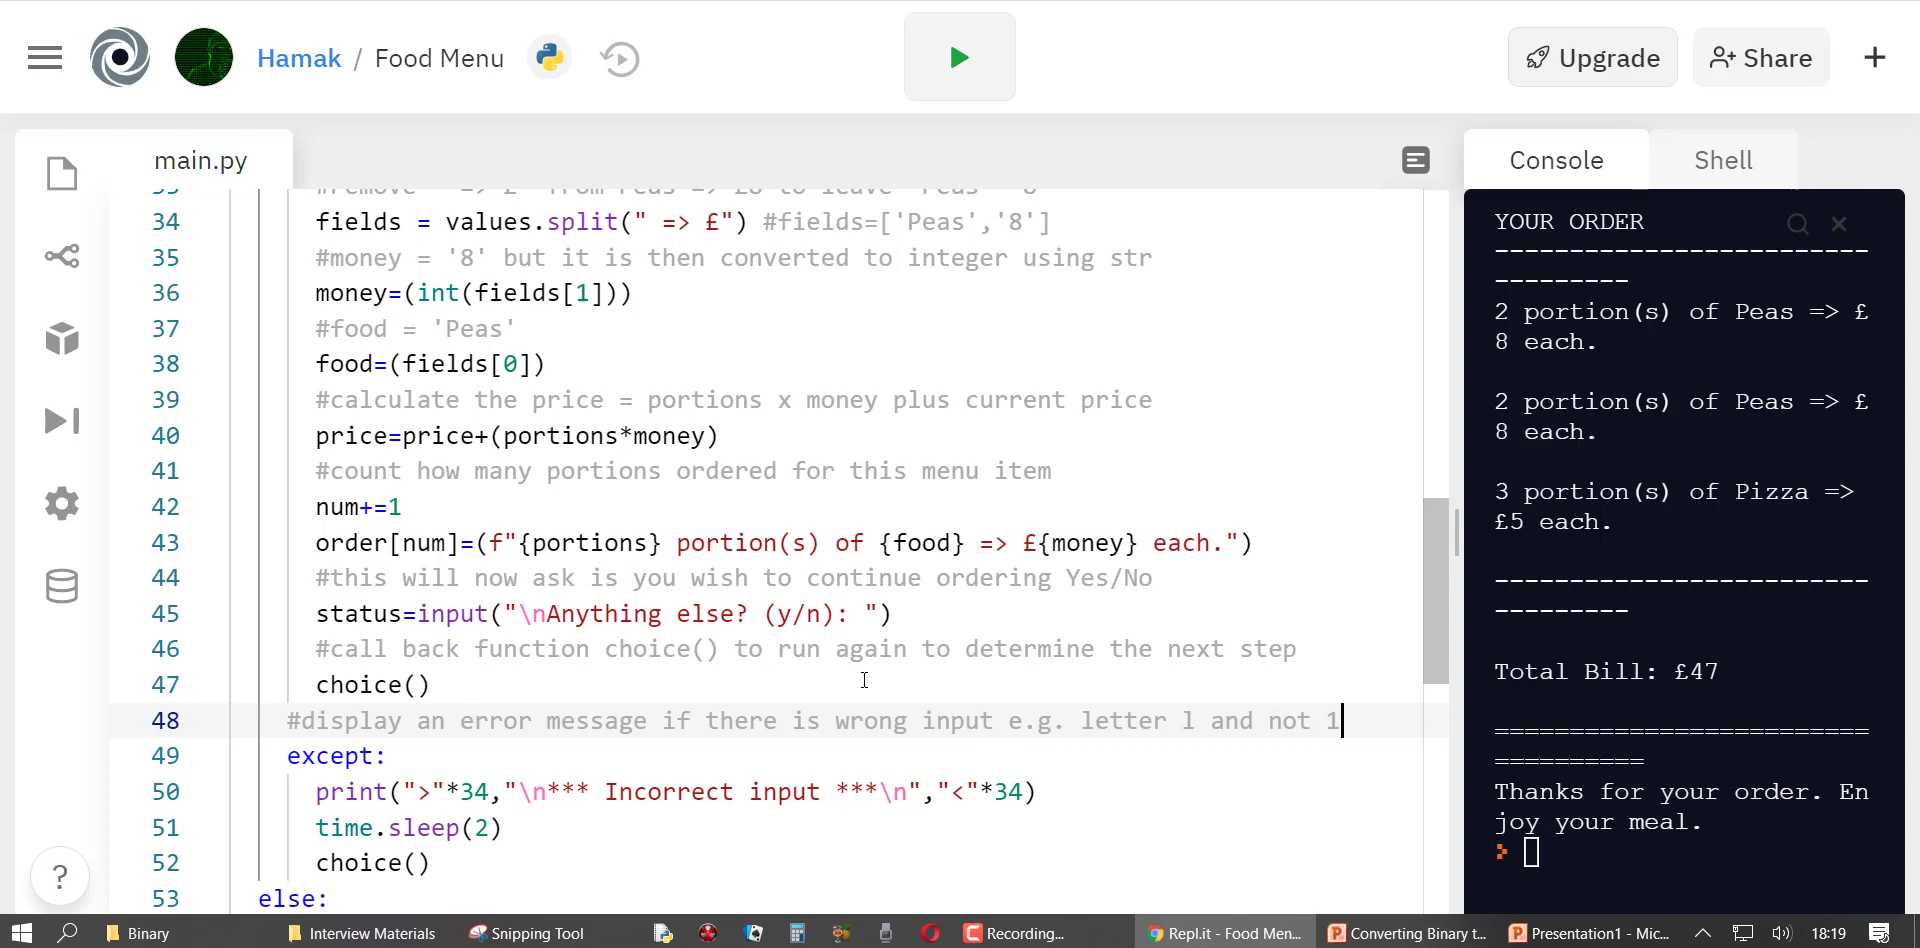 Hamak / Food Menu
Upgrade
Share
main.py
Console
Shell
34 fields = values.split(" => £") #fields=['Peas','8']
35 #money = '8' but it is then converted to integer using str
36 money=(int(fields[1]))
37 #food = 'Peas'
38 food=(fields[0])
39 #calculate the price = portions x money plus current price
40 price=price+(portions*money)
41 #count how many portions ordered for this menu item
42 num+=1
43 order[num]=(f"{portions} portion(s) of {food} => £{money} each.")
44 #this will now ask is you wish to continue ordering Yes/No
45 status=input("\nAnything else? (y/n): ")
46 #call back function choice() to run again to determine the next step
47 choice()
48 #display an error message if there is wrong input e.g. letter l and not 1
49 except:
50 print(">"*34,"\n*** Incorrect input ***\n","<"*34)
51 time.sleep(2)
52 choice()
53 else:
?
YOUR ORDER
-------------------------
---------
2 portion(s) of Peas => £
8 each.
2 portion(s) of Peas => £
8 each.
3 portion(s) of Pizza =>
£5 each.
-------------------------
---------
Total Bill: £47
=========================
==========
Thanks for your order. En
joy your meal.
Binary
Interview Materials
Snipping Tool
Recording...
Repl.it - Food Men...
Converting Binary t...
Presentation1 - Mic...
18:19